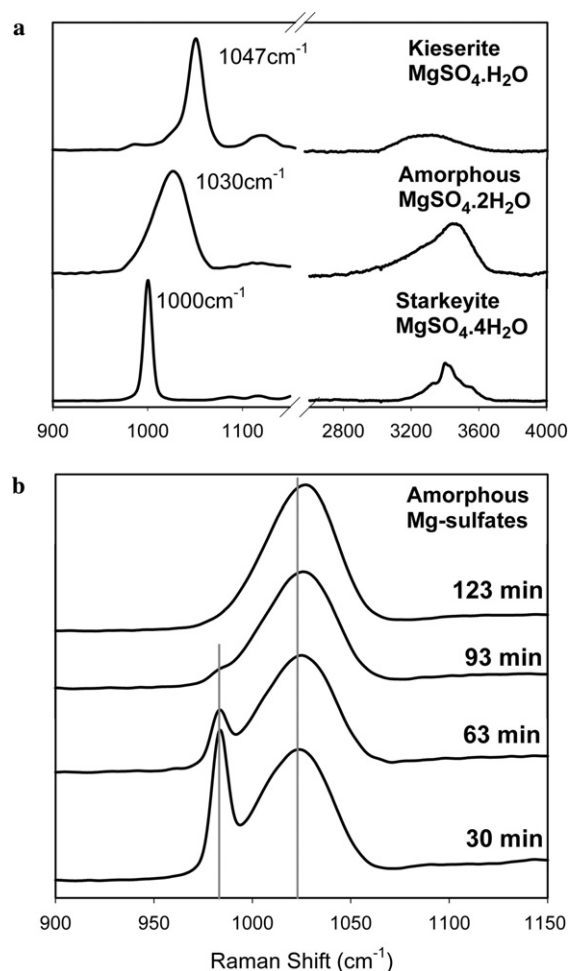 a
1047cm⁻¹
Kieserite
MgSO₄.H₂O
1030cm⁻¹
Amorphous
MgSO₄.2H₂O
1000cm⁻¹
Starkeyite
MgSO₄.4H₂O
900 1000 1100 2800 3200 3600 4000
b
Amorphous
Mg-sulfates
123 min
93 min
63 min
30 min
900 950 1000 1050 1100 1150
Raman Shift (cm⁻¹)